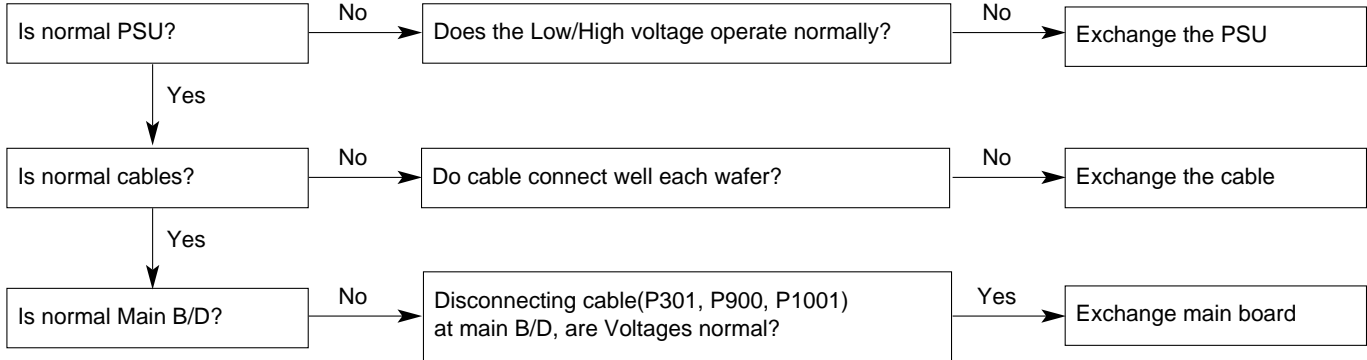 Is normal PSU?
No
Does the Low/High voltage operate normally?
No
Exchange the PSU
Yes
Is normal cables?
No
Do cable connect well each wafer?
No
Exchange the cable
Yes
Is normal Main B/D?
No
Disconnecting cable(P301, P900, P1001)
at main B/D, are Voltages normal?
Yes
Exchange main board